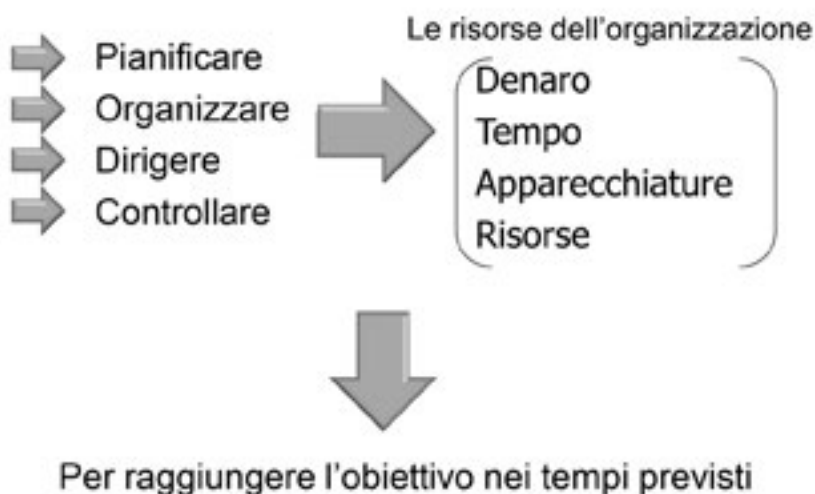 Pianificare
Organizzare
Dirigere
Controllare
Le risorse dell'organizzazione
Denaro
Tempo
Apparecchiature
Risorse
Per raggiungere l'obiettivo nei tempi previsti